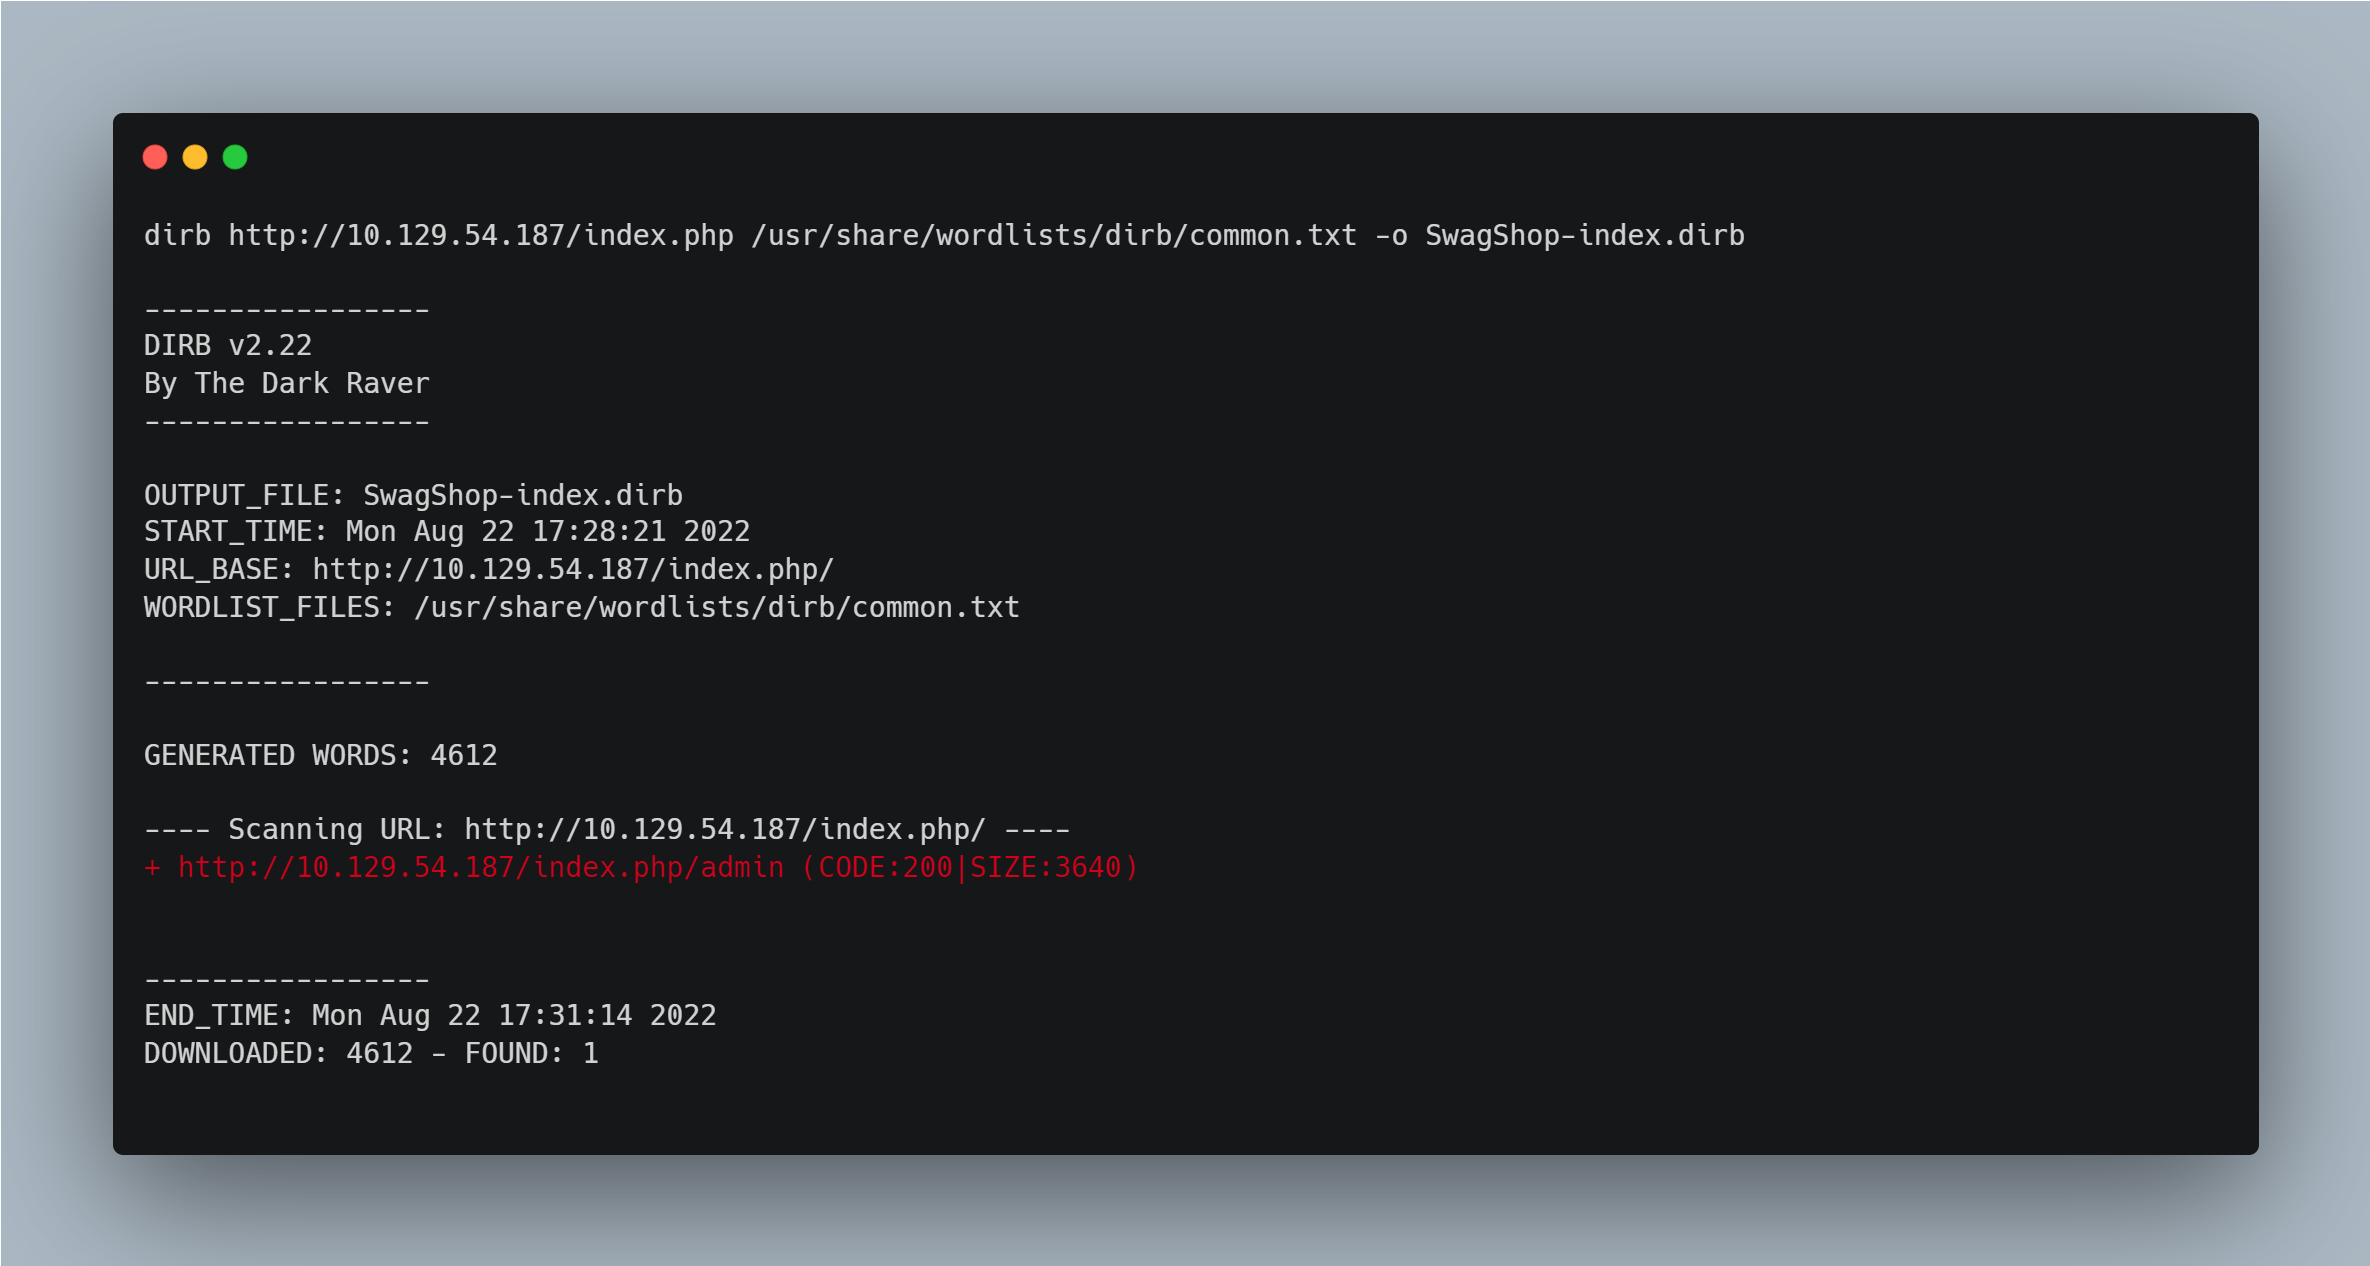 dirb http://10.129.54.187/index.php /usr/share/wordlists/dirb/common.txt -o SwagShop-index.dirb
-----------------
DIRB v2.22
By The Dark Raver
-----------------
OUTPUT_FILE: SwagShop-index.dirb
START_TIME: Mon Aug 22 17:28:21 2022
URL_BASE: http://10.129.54.187/index.php/
WORDLIST_FILES: /usr/share/wordlists/dirb/common.txt
-----------------
GENERATED WORDS: 4612
---- Scanning URL: http://10.129.54.187/index.php/ ----
+ http://10.129.54.187/index.php/admin (CODE:200|SIZE:3640)
-----------------
END_TIME: Mon Aug 22 17:31:14 2022
DOWNLOADED: 4612 - FOUND: 1